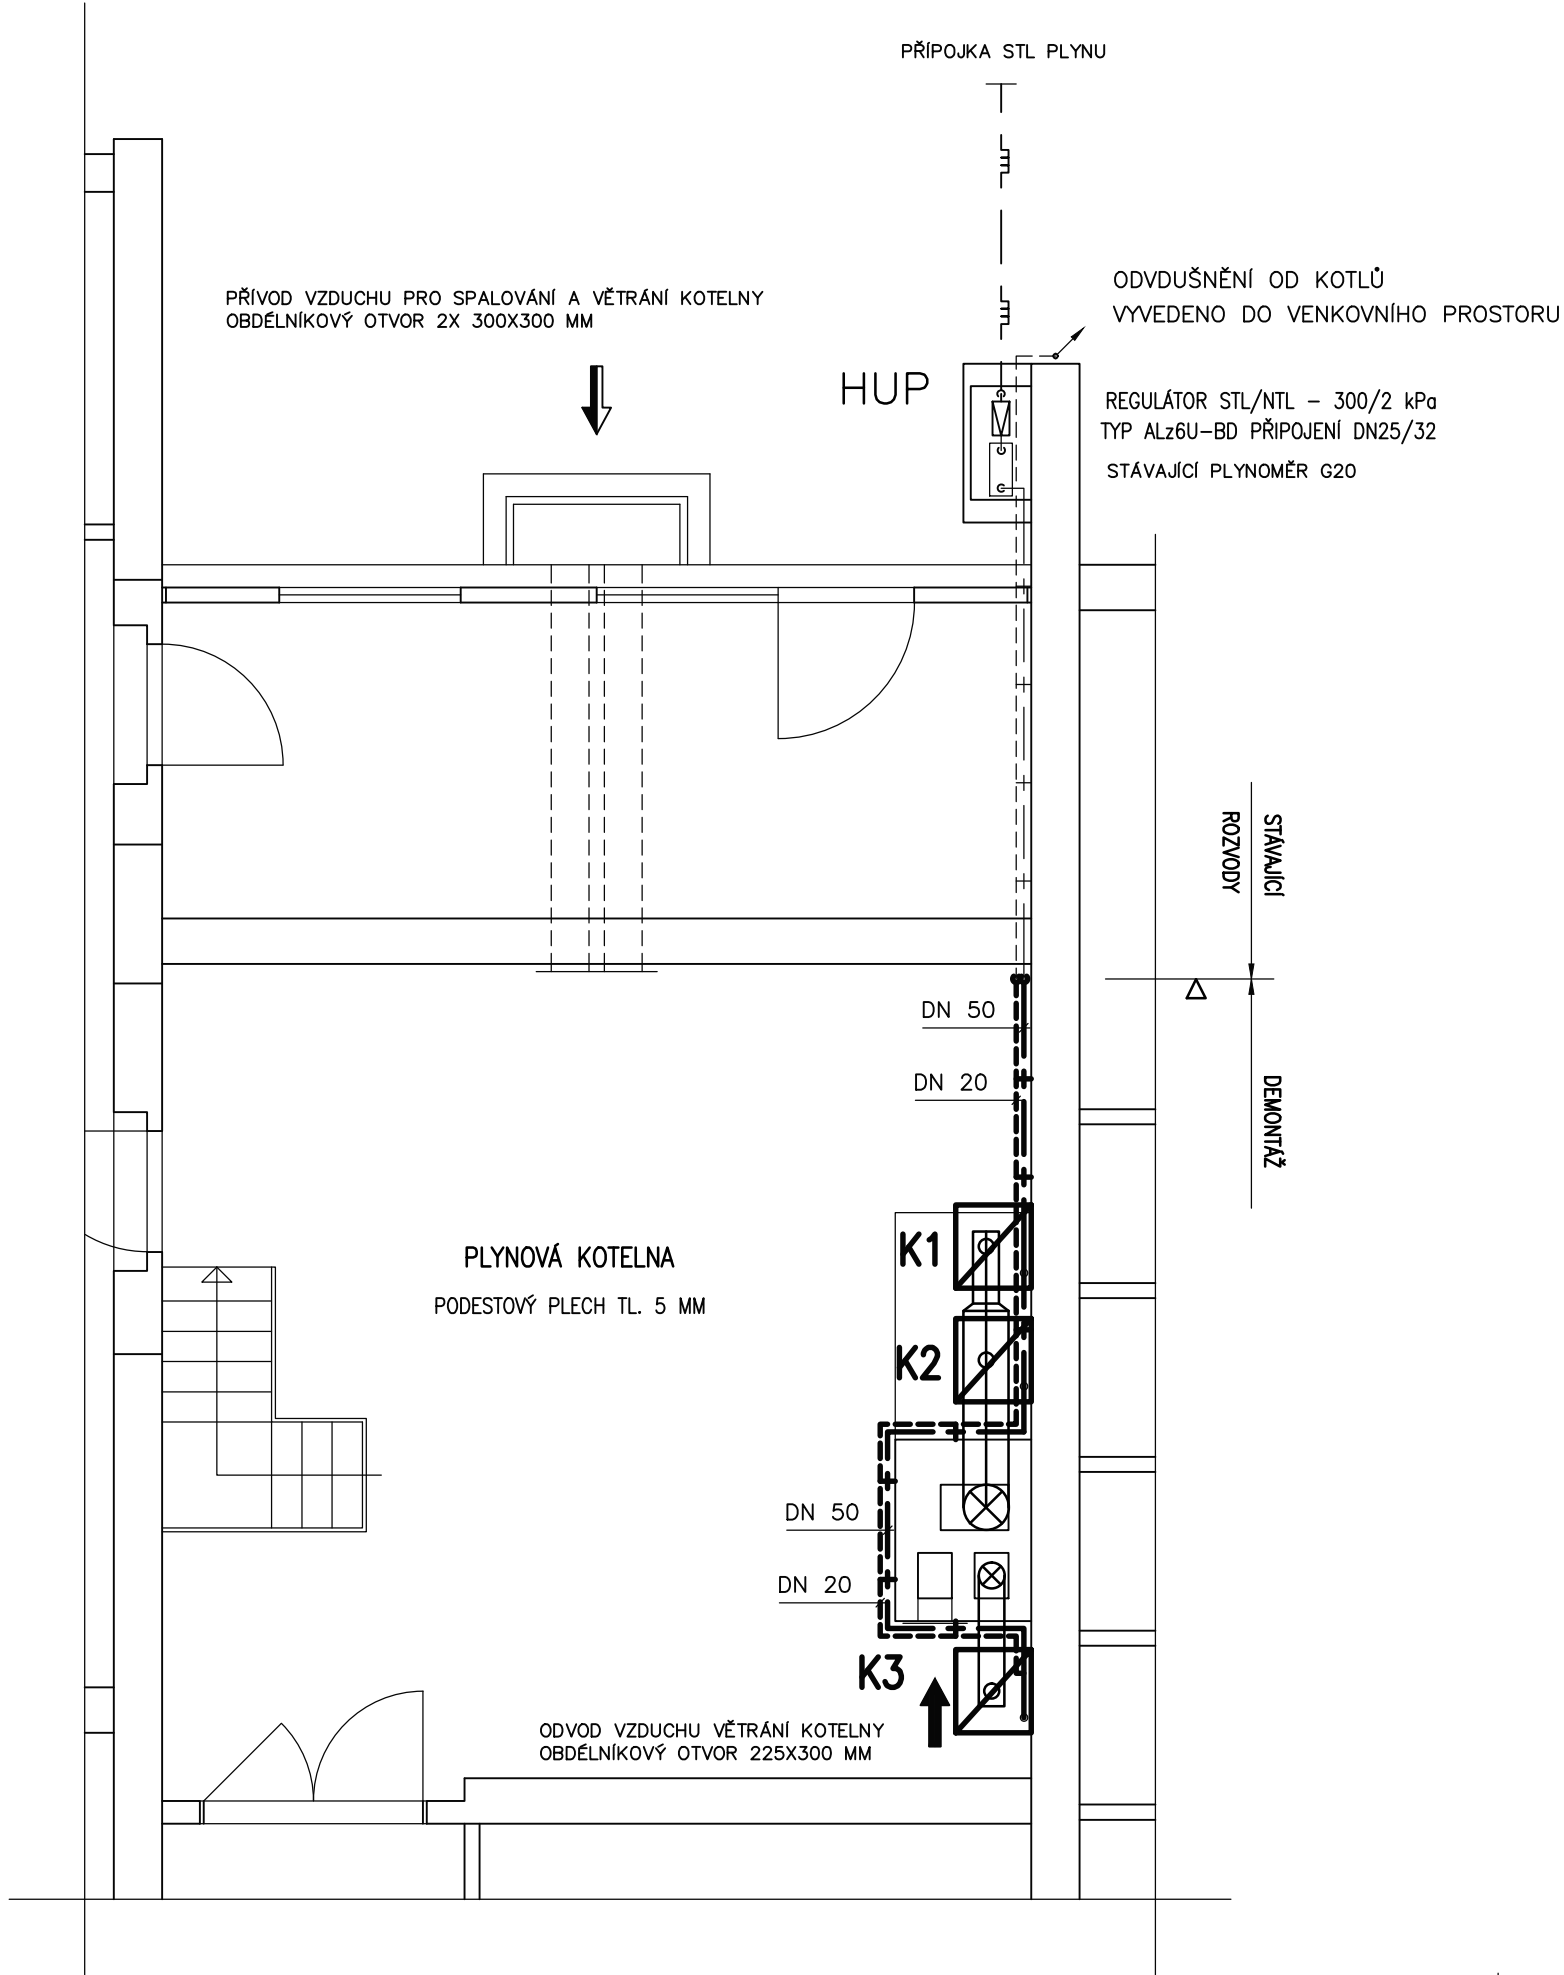 PŘÍPOJKA STL PLYNU
ODVDUŠNĚNÍ OD KOTLŮ
VYVEDENO DO VENKOVNÍHO PROSTORU
PŘÍVOD VZDUCHU PRO SPALOVÁNÍ A VĚTRÁNÍ KOTELNY
OBDÉLNÍKOVÝ OTVOR 2X 300X300 MM
HUP
REGULÁTOR STL/NTL – 300/2 kPa
TYP ALz6U–BD PŘIPOJENÍ DN25/32
STÁVAJÍCÍ PLYNOMĚR G20
STÁVAJÍCÍ
ROZVODY
DN 50
DN 20
DEMONTÁŽ
K1
PLYNOVÁ KOTELNA
PODESTOVÝ PLECH TL. 5 MM
K2
DN 50
DN 20
K3
ODVOD VZDUCHU VĚTRÁNÍ KOTELNY
OBDÉLNÍKOVÝ OTVOR 225X300 MM